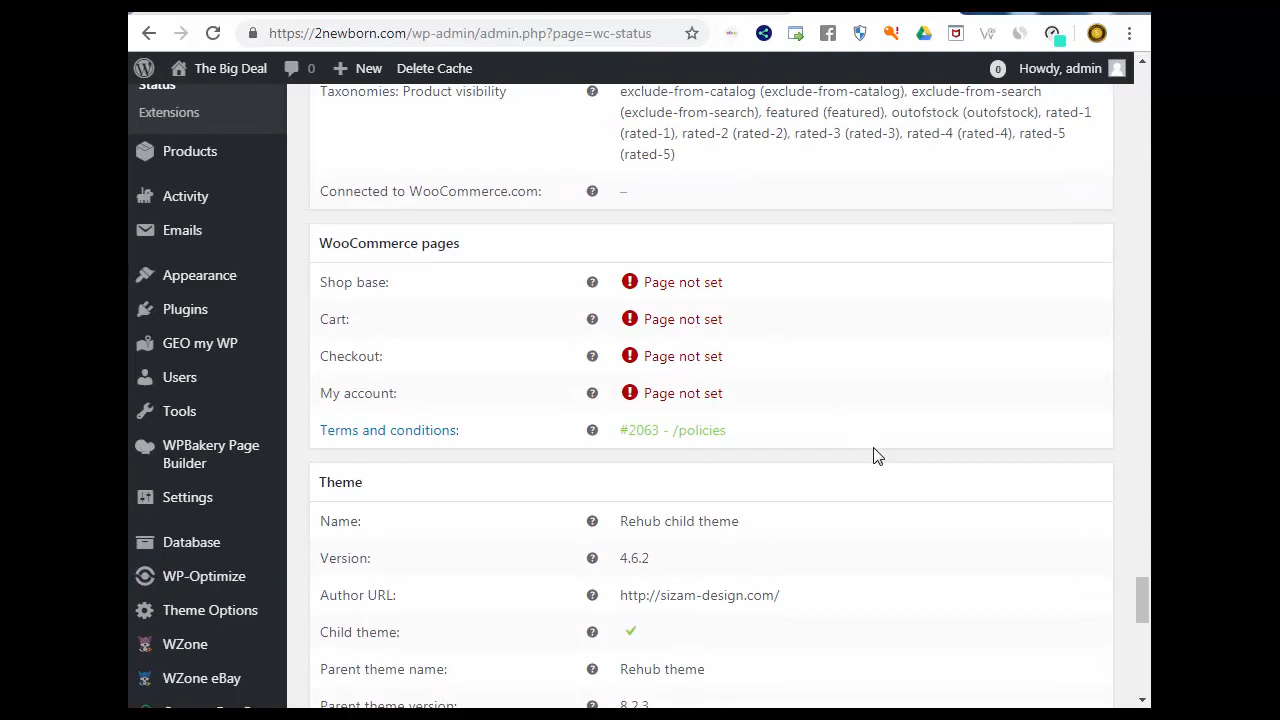 https://2newborn.com/wp-admin/admin.php?page=wc-status
The Big Deal
0
New
Delete Cache
0
Howdy, admin
Status
Extensions
Products
Activity
Emails
Appearance
Plugins
GEO my WP
Users
Tools
WPBakery Page
Builder
Settings
Database
WP-Optimize
Theme Options
WZone
WZone eBay
Taxonomies: Product visibility
exclude-from-catalog (exclude-from-catalog), exclude-from-search
(exclude-from-search), featured (featured), outofstock (outofstock), rated-1
(rated-1), rated-2 (rated-2), rated-3 (rated-3), rated-4 (rated-4), rated-5
(rated-5)
Connected to WooCommerce.com: –
WooCommerce pages
Shop base: Page not set
Cart: Page not set
Checkout: Page not set
My account: Page not set
Terms and conditions: #2063 - /policies
Theme
Name: Rehub child theme
Version: 4.6.2
Author URL: http://sizam-design.com/
Child theme:
Parent theme name: Rehub theme
Parent theme version: 8.2.3